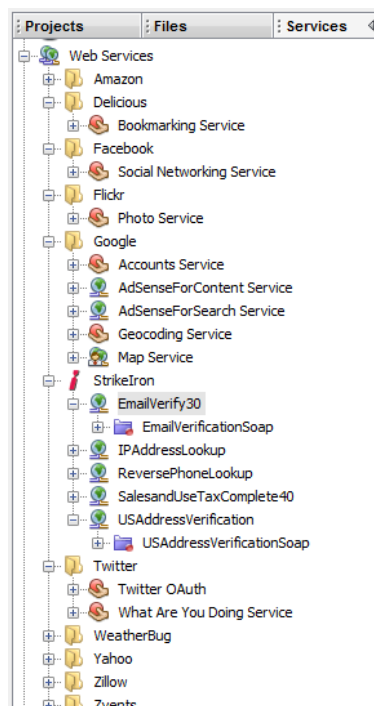 Projects Files Services
Web Services
Amazon
Delicious
Bookmarking Service
Facebook
Social Networking Service
Flickr
Photo Service
Google
Accounts Service
AdSenseForContent Service
AdSenseForSearch Service
Geocoding Service
Map Service
StrikeIron
EmailVerify30
EmailVerificationSoap
IPAddressLookup
ReversePhoneLookup
SalesandUseTaxComplete40
USAddressVerification
USAddressVerificationSoap
Twitter
Twitter OAuth
What Are You Doing Service
WeatherBug
Yahoo
Zillow
Zvents